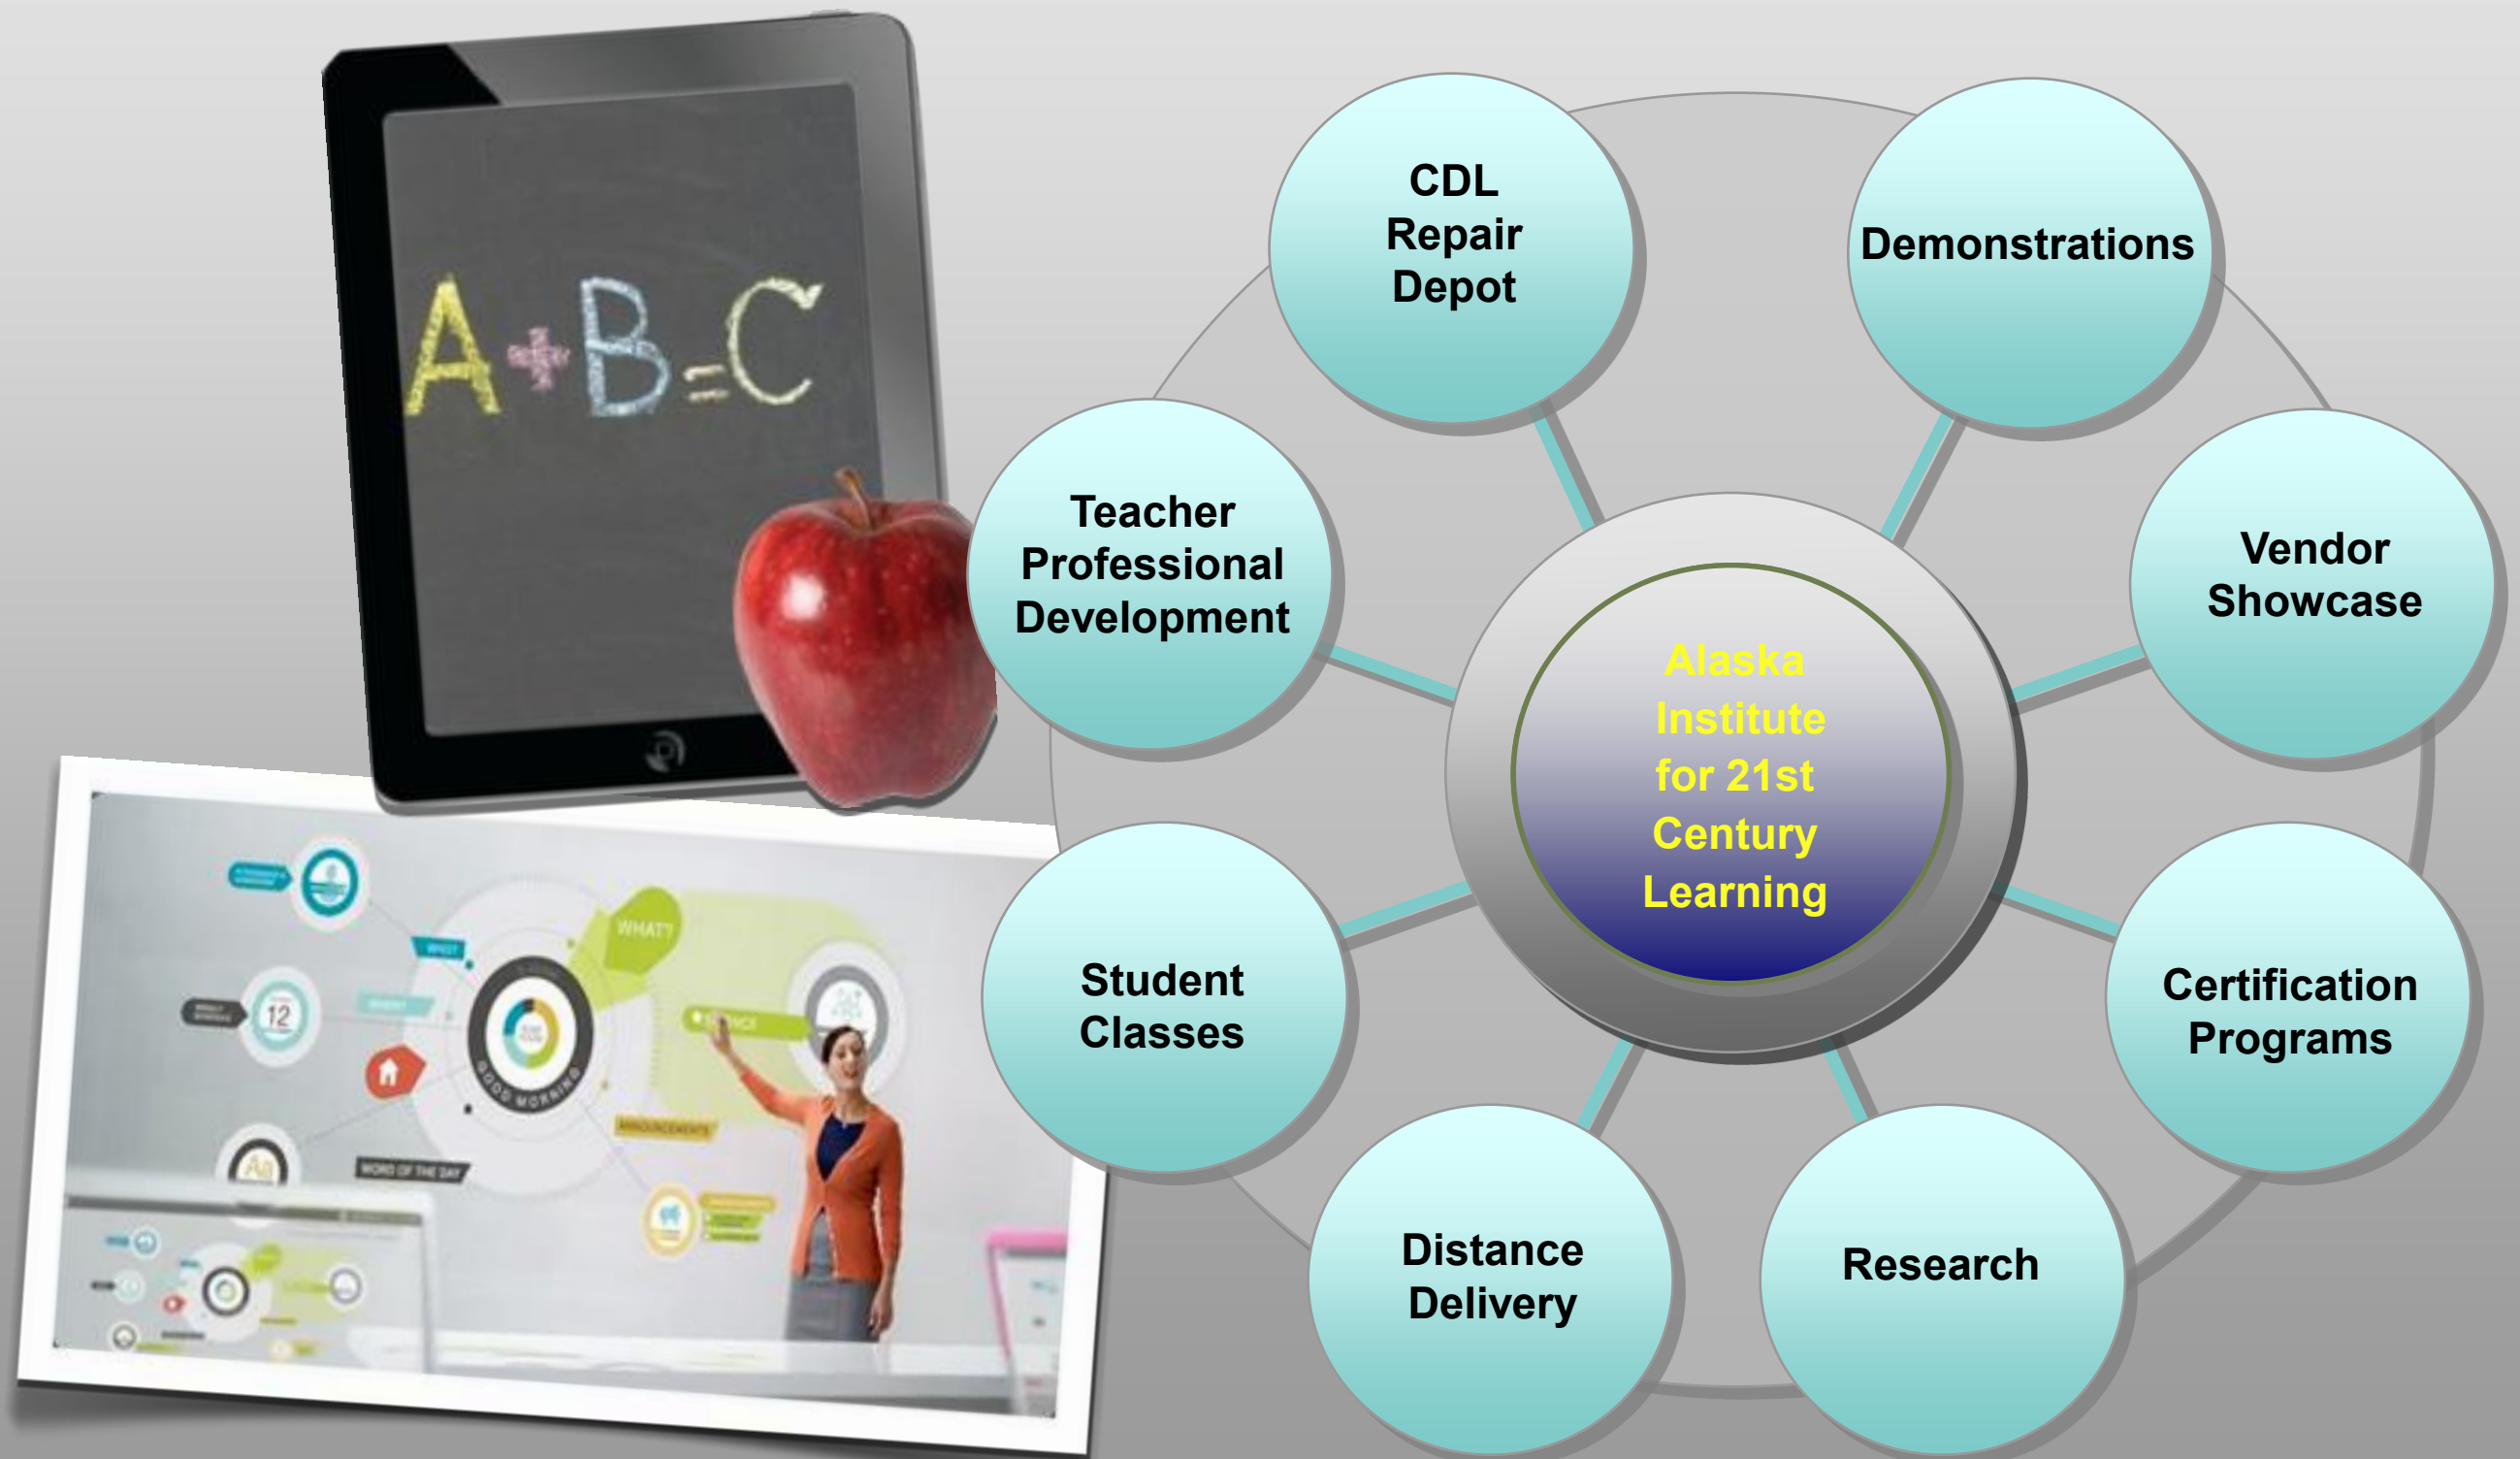 A+B=C
CDL
Repair
Depot
Demonstrations
Teacher
Professional
Development
Vendor
Showcase
Alaska
Institute
for 21st
Century
Learning
Student
Classes
Certification
Programs
Distance
Delivery
Research
WHAT?
12
GOOD MORNING
ANNOUNCEMENTS
Aa
WORD OF THE DAY